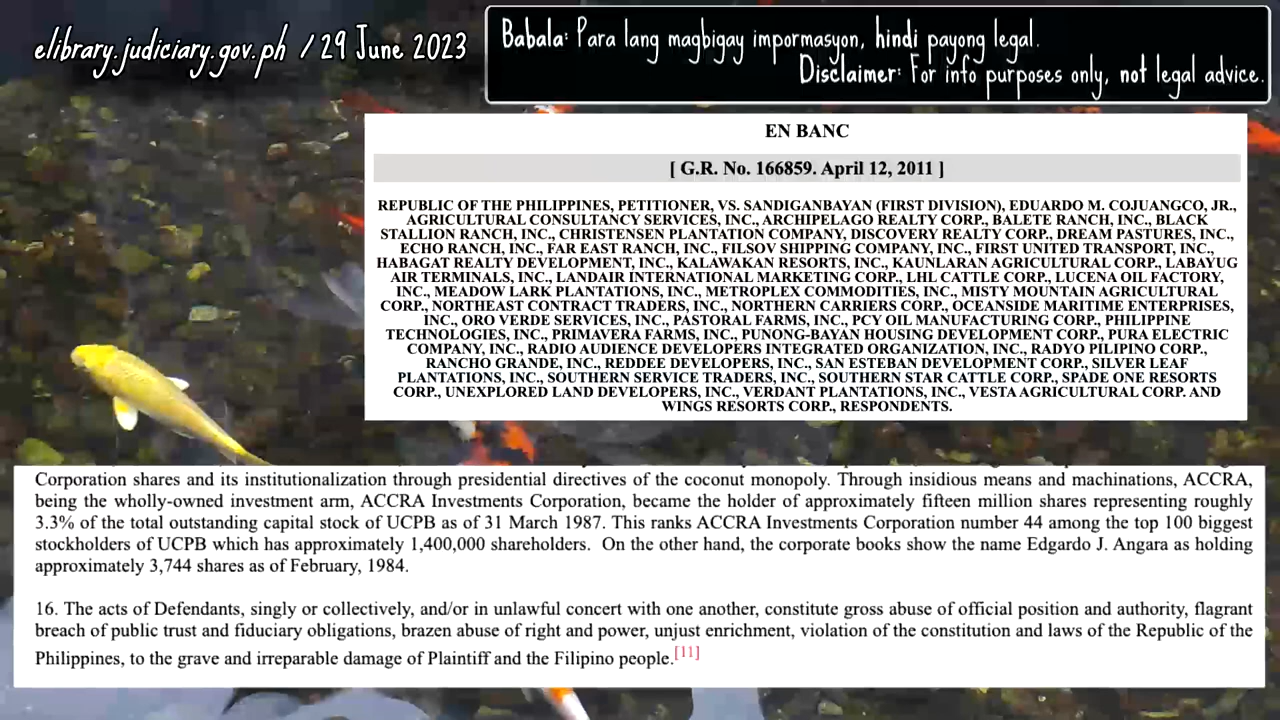 elibrary.judiciary.gov.ph / 29 June 2023
Babala: Para lang magbigay impormasyon, hindi payong legal.
Disclaimer: For info purposes only, not legal advice.
EN BANC
[ G.R. No. 166859. April 12, 2011 ]
REPUBLIC OF THE PHILIPPINES, PETITIONER, VS. SANDIGANBAYAN (FIRST DIVISION), EDUARDO M. COJUANGCO, JR.,
AGRICULTURAL CONSULTANCY SERVICES, INC., ARCHIPELAGO REALTY CORP., BALETE RANCH, INC., BLACK
STALLION RANCH, INC., CHRISTENSEN PLANTATION COMPANY, DISCOVERY REALTY CORP., DREAM PASTURES, INC.,
ECHO RANCH, INC., FAR EAST RANCH, INC., FILSOV SHIPPING COMPANY, INC., FIRST UNITED TRANSPORT, INC.,
HABAGAT REALTY DEVELOPMENT, INC., KALAWAKAN RESORTS, INC., KAUNLARAN AGRICULTURAL CORP., LABAYUG
AIR TERMINALS, INC., LANDAIR INTERNATIONAL MARKETING CORP., LHL CATTLE CORP., LUCENA OIL FACTORY,
INC., MEADOW LARK PLANTATIONS, INC., METROPLEX COMMODITIES, INC., MISTY MOUNTAIN AGRICULTURAL
CORP., NORTHEAST CONTRACT TRADERS, INC., NORTHERN CARRIERS CORP., OCEANSIDE MARITIME ENTERPRISES,
INC., ORO VERDE SERVICES, INC., PASTORAL FARMS, INC., PCY OIL MANUFACTURING CORP., PHILIPPINE
TECHNOLOGIES, INC., PRIMAVERA FARMS, INC., PUNONG-BAYAN HOUSING DEVELOPMENT CORP., PURA ELECTRIC
COMPANY, INC., RADIO AUDIENCE DEVELOPERS INTEGRATED ORGANIZATION, INC., RADYO PILIPINO CORP.,
RANCHO GRANDE, INC., REDDEE DEVELOPERS, INC., SAN ESTEBAN DEVELOPMENT CORP., SILVER LEAF
PLANTATIONS, INC., SOUTHERN SERVICE TRADERS, INC., SOUTHERN STAR CATTLE CORP., SPADE ONE RESORTS
CORP., UNEXPLORED LAND DEVELOPERS, INC., VERDANT PLANTATIONS, INC., VESTA AGRICULTURAL CORP. AND
WINGS RESORTS CORP., RESPONDENTS.
Corporation shares and its institutionalization through presidential directives of the coconut monopoly. Through insidious means and machinations, ACCRA,
being the wholly-owned investment arm, ACCRA Investments Corporation, became the holder of approximately fifteen million shares representing roughly
3.3% of the total outstanding capital stock of UCPB as of 31 March 1987. This ranks ACCRA Investments Corporation number 44 among the top 100 biggest
stockholders of UCPB which has approximately 1,400,000 shareholders. On the other hand, the corporate books show the name Edgardo J. Angara as holding
approximately 3,744 shares as of February, 1984.
16. The acts of Defendants, singly or collectively, and/or in unlawful concert with one another, constitute gross abuse of official position and authority, flagrant
breach of public trust and fiduciary obligations, brazen abuse of right and power, unjust enrichment, violation of the constitution and laws of the Republic of the
Philippines, to the grave and irreparable damage of Plaintiff and the Filipino people.[11]